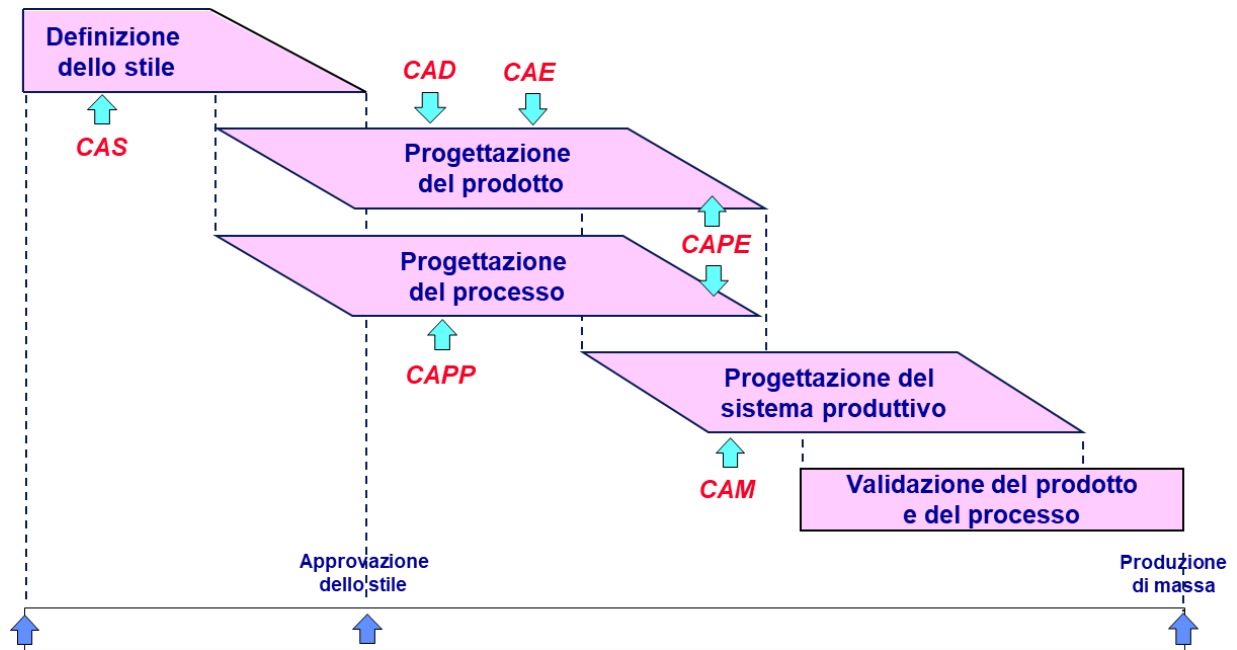 Definizione
dello stile
CAD
CAE
CAS
Progettazione
del prodotto
CAPE
Progettazione
del processo
CAPP
Progettazione del
sistema produttivo
CAM
Validazione del prodotto
e del processo
Approvazione
dello stile
Produzione
di massa